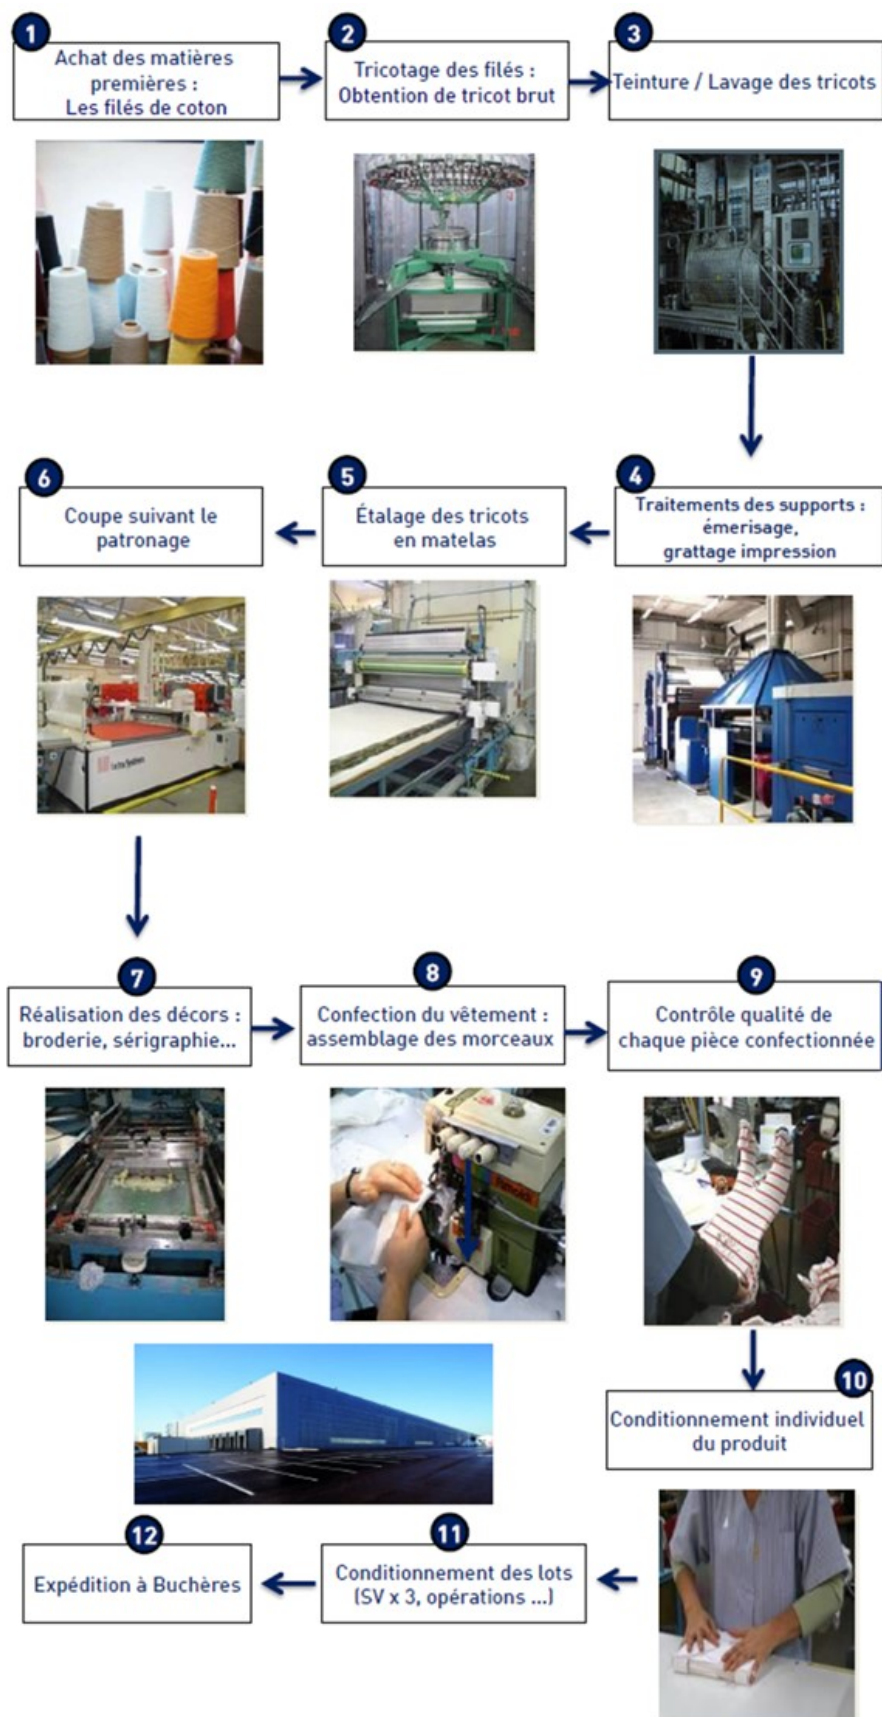 1
Achat des matières
premières :
Les filés de coton
2
Tricotage des filés :
Obtention de tricot brut
3
Teinture / Lavage des tricots
4
Traitements des supports :
émerisage,
grattage impression
5
Étalage des tricots
en matelas
6
Coupe suivant le
patronage
7
Réalisation des décors :
broderie, sérigraphie...
8
Confection du vêtement :
assemblage des morceaux
9
Contrôle qualité de
chaque pièce confectionnée
10
Conditionnement individuel
du produit
11
Conditionnement des lots
(SV x 3, opérations ...)
12
Expédition à Buchères